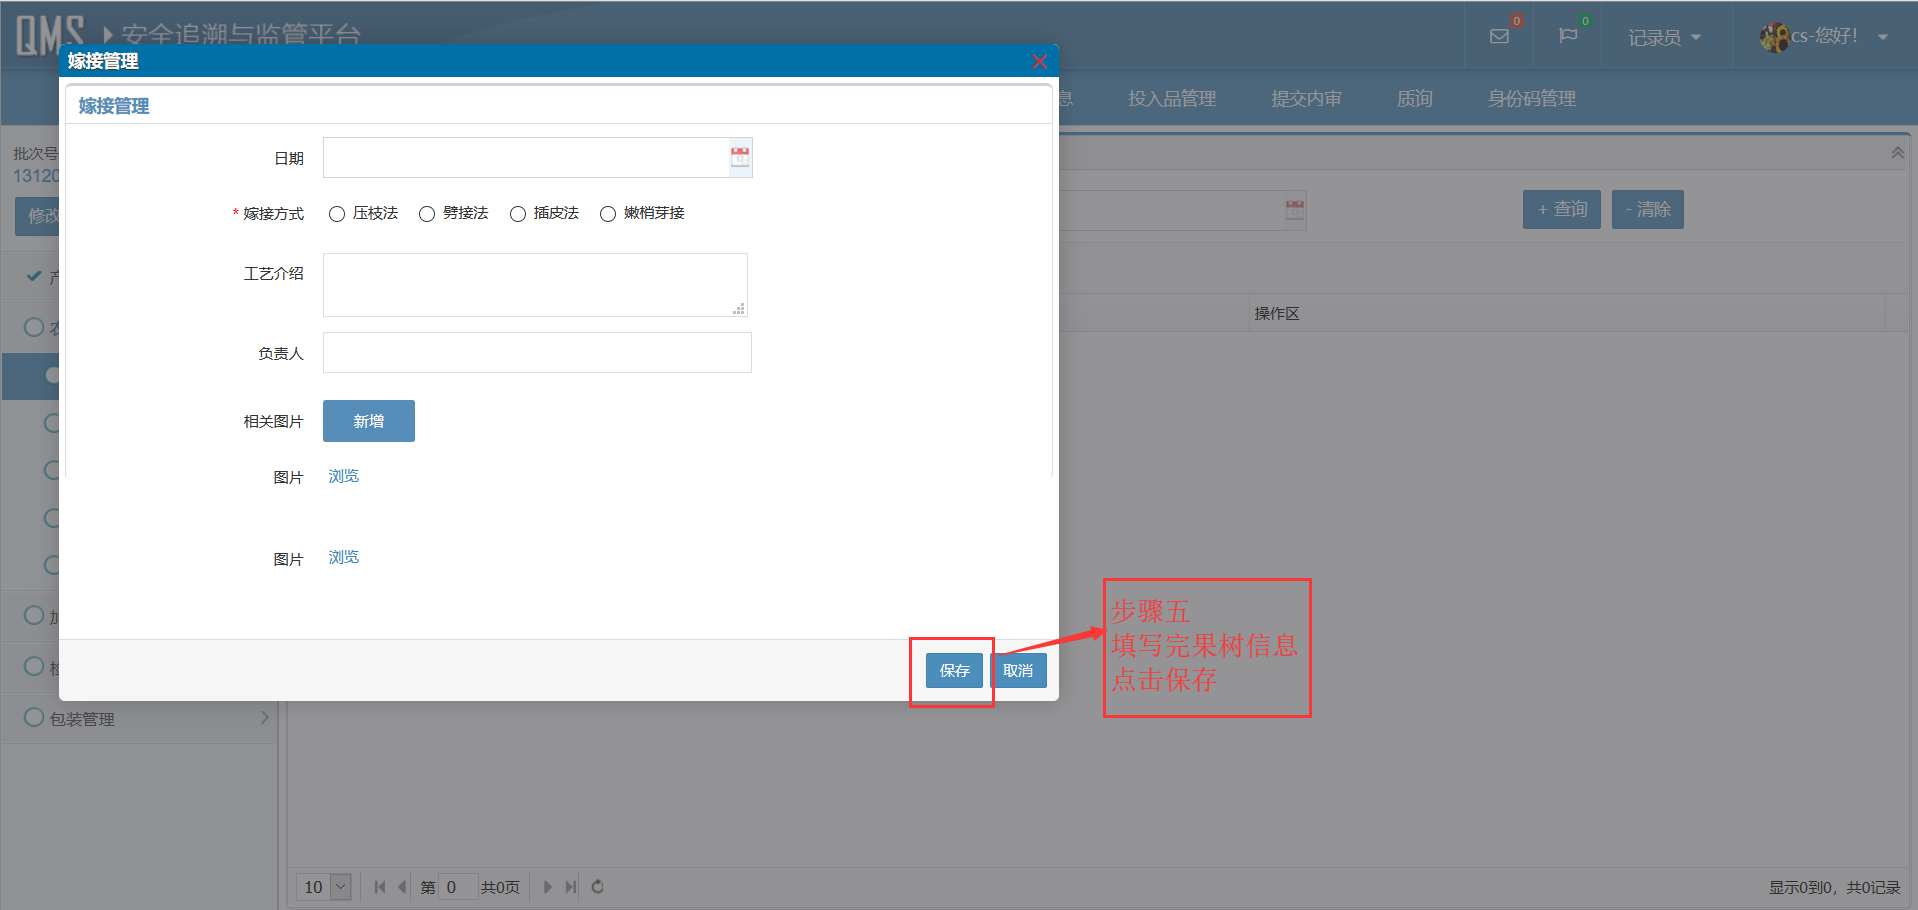 QMS 安全追溯与监管平台
0
0
记录员
cs-您好！
息
投入品管理
提交内审
质询
身份码管理
批次号
13120
修改
+ 查询
- 清除
操作区
产
农
加
检
包装管理
嫁接管理
嫁接管理
日期
* 嫁接方式 压枝法 劈接法 插皮法 嫩梢芽接
工艺介绍
负责人
相关图片 新增
图片 浏览
图片 浏览
保存 取消
步骤五
填写完果树信息
点击保存
10 第 0 共0页
显示0到0，共0记录